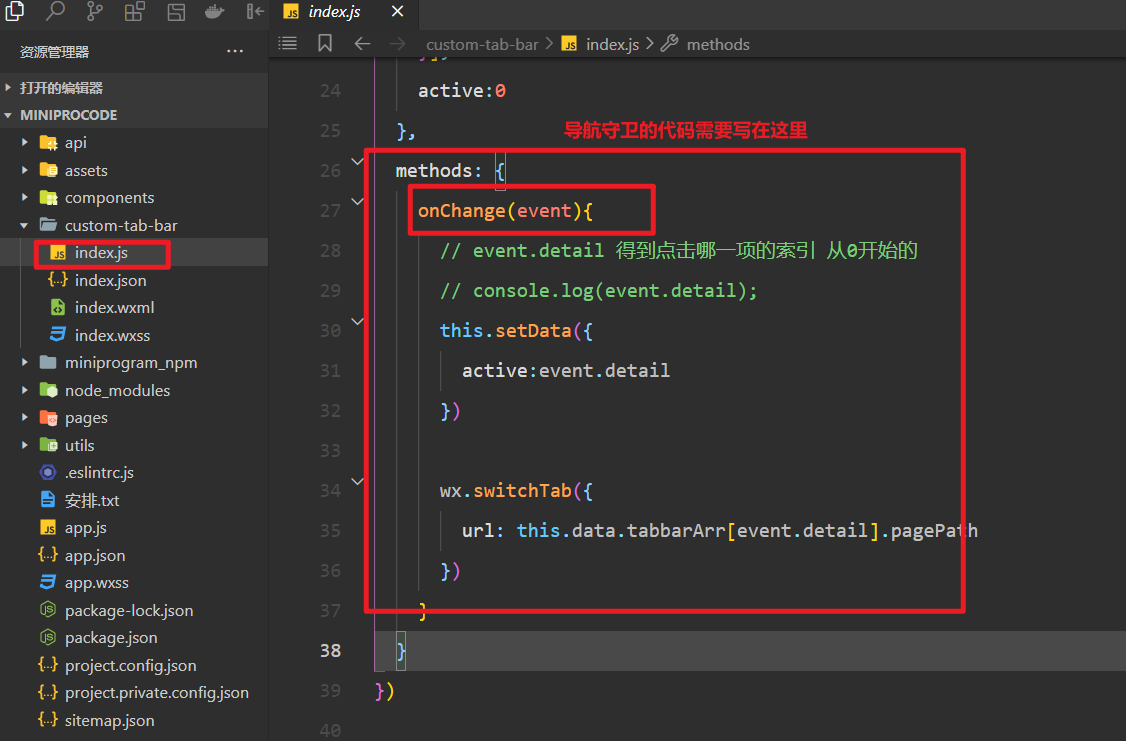 index.js ×
资源管理器 ···
custom-tab-bar > JS index.js > methods
打开的编辑器
MINIPROCODE
api
assets
components
custom-tab-bar
index.js
index.json
index.wxml
index.wxss
miniprogram_npm
node_modules
pages
utils
.eslintrc.js
安排.txt
app.js
app.json
app.wxss
package-lock.json
package.json
project.config.json
project.private.config.json
sitemap.json
24 active:0
25 },
导航守卫的代码需要写在这里
26 methods: {
27 onChange(event){
28 // event.detail 得到点击哪一项的索引 从0开始的
29 // console.log(event.detail);
30 this.setData({
31 active:event.detail
32 })
33
34 wx.switchTab({
35 url: this.data.tabbarArr[event.detail].pagePath
36 })
37 }
38 }
39 })
40